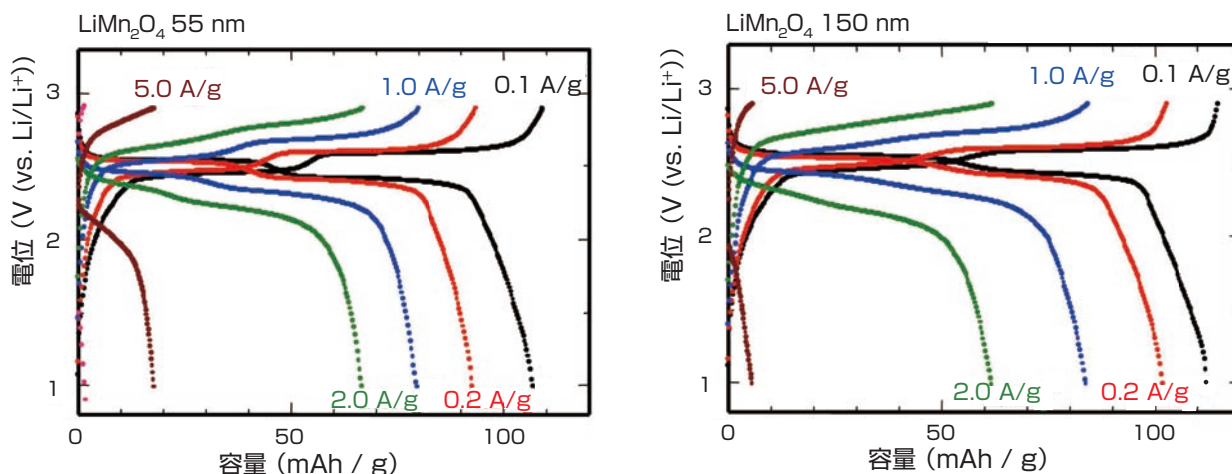 LiMn₂O₄ 55 nm
電位（V (vs. Li/Li⁺)）
3
2
1
5.0 A/g
1.0 A/g
0.1 A/g
2.0 A/g
0.2 A/g
0
50
100
容量（mAh / g）
LiMn₂O₄ 150 nm
電位（V (vs. Li/Li⁺)）
3
2
1
5.0 A/g
1.0 A/g
0.1 A/g
2.0 A/g
0.2 A/g
0
50
100
容量（mAh / g）